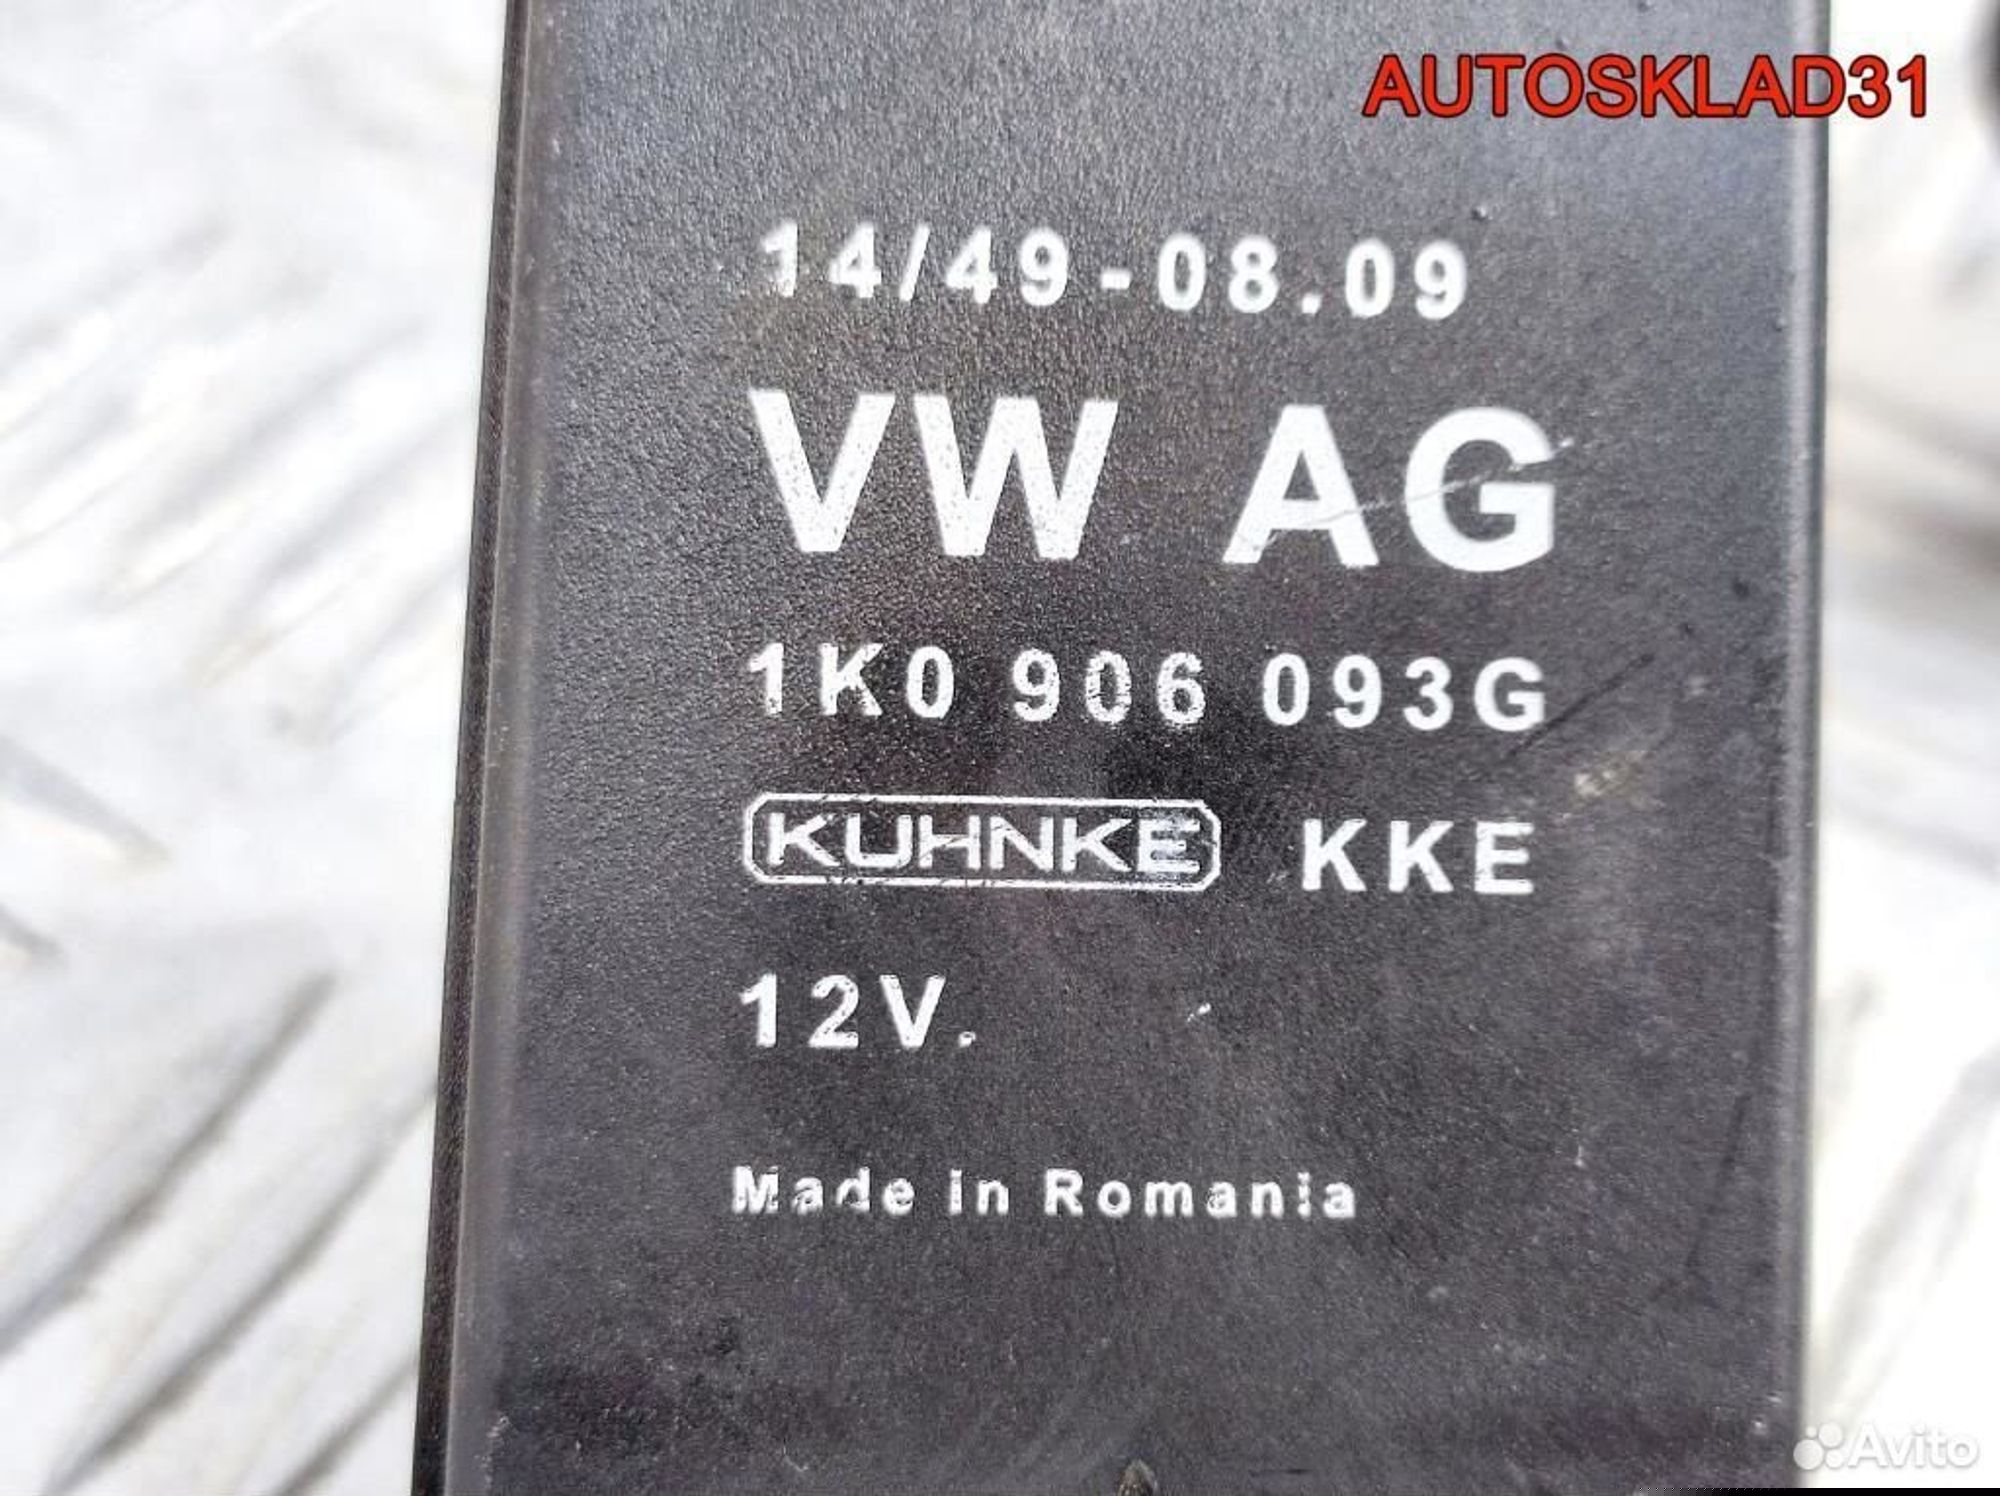 AUTOSKLAD31
14/49-08.09
VW AG
1K0 906 093G
KUHNKE KKE
12V.
Made in Romania
Avito